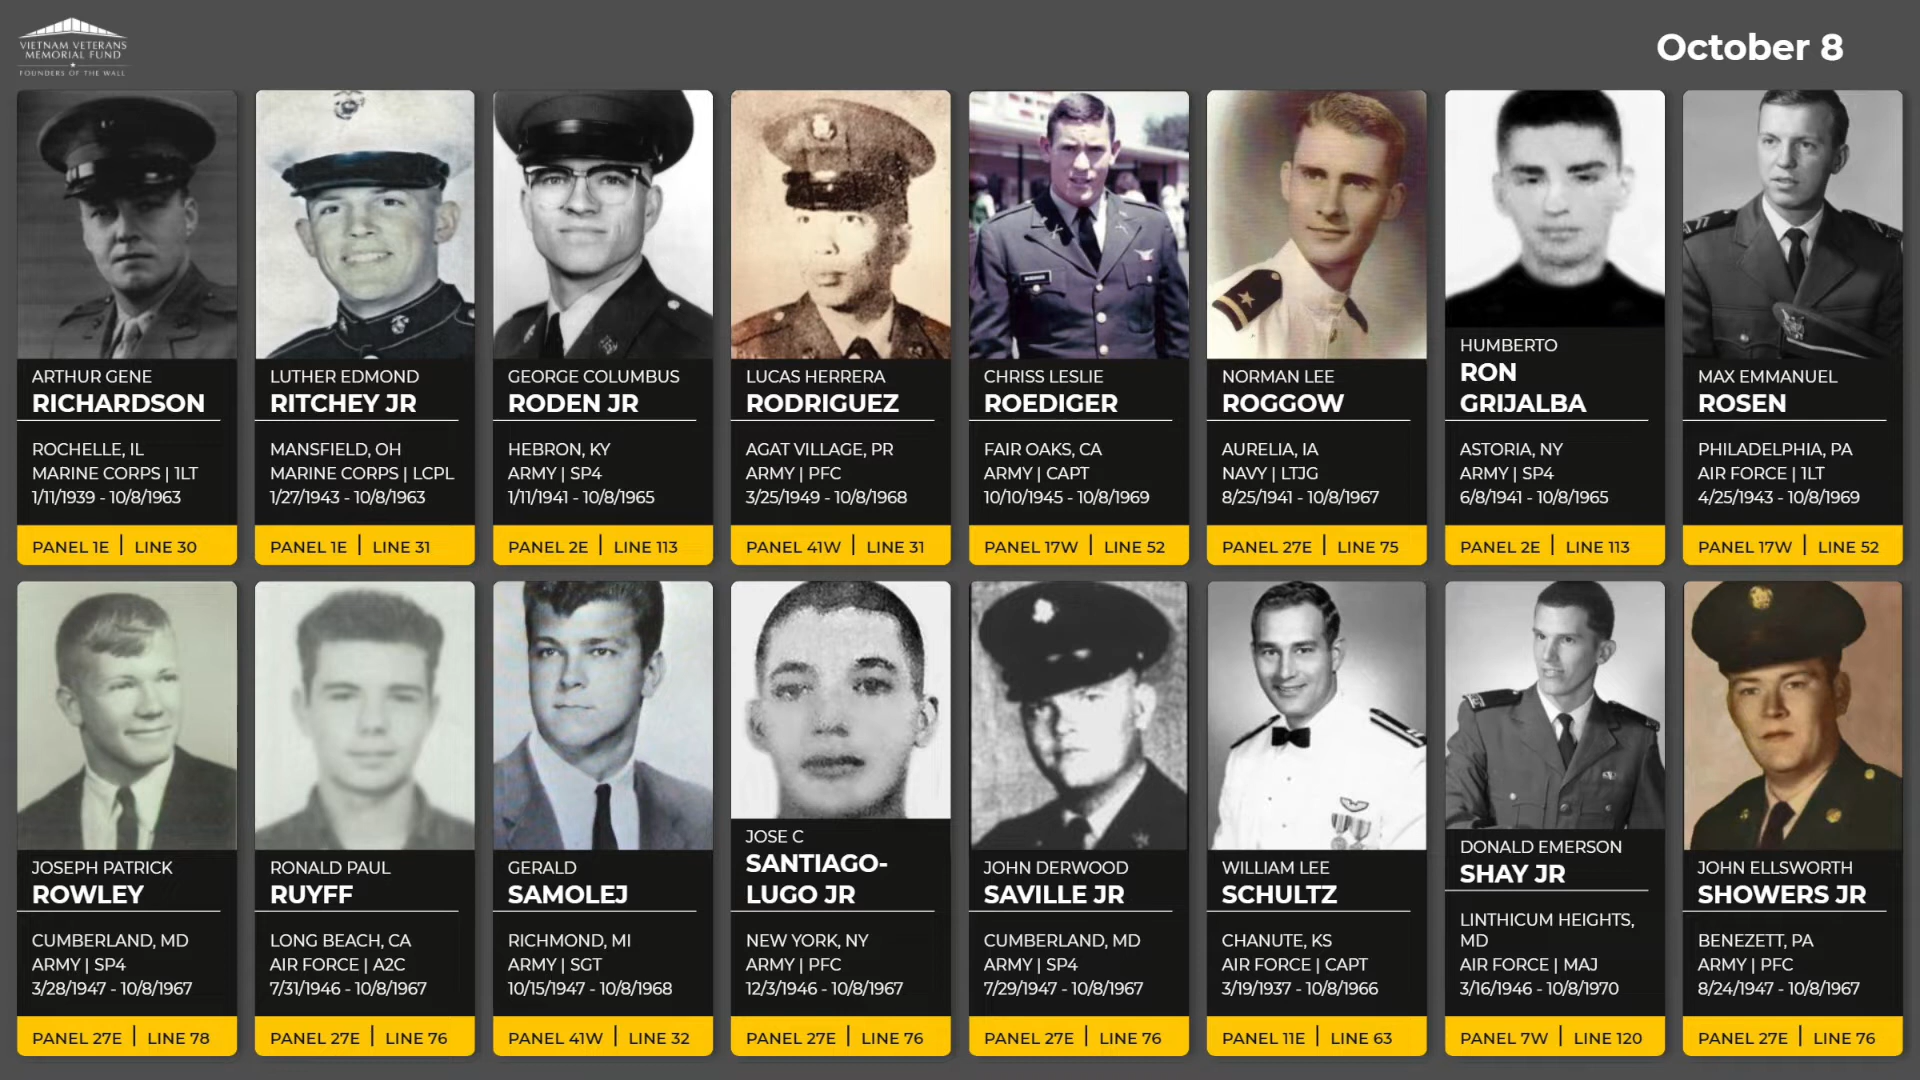 VIETNAM VETERANS
MEMORIAL FUND
FOUNDERS OF THE WALL
October 8
ARTHUR GENE
RICHARDSON
ROCHELLE, IL
MARINE CORPS | 1LT
1/11/1939 - 10/8/1963
PANEL 1E | LINE 30
LUTHER EDMOND
RITCHEY JR
MANSFIELD, OH
MARINE CORPS | LCPL
1/27/1943 - 10/8/1963
PANEL 1E | LINE 31
GEORGE COLUMBUS
RODEN JR
HEBRON, KY
ARMY | SP4
1/11/1941 - 10/8/1965
PANEL 2E | LINE 113
LUCAS HERRERA
RODRIGUEZ
AGAT VILLAGE, PR
ARMY | PFC
3/25/1949 - 10/8/1968
PANEL 41W | LINE 31
CHRISS LESLIE
ROEDIGER
FAIR OAKS, CA
ARMY | CAPT
10/10/1945 - 10/8/1969
PANEL 17W | LINE 52
NORMAN LEE
ROGGOW
AURELIA, IA
NAVY | LTJG
8/25/1941 - 10/8/1967
PANEL 27E | LINE 75
HUMBERTO
RON
GRIJALBA
ASTORIA, NY
ARMY | SP4
6/8/1941 - 10/8/1965
PANEL 2E | LINE 113
MAX EMMANUEL
ROSEN
PHILADELPHIA, PA
AIR FORCE | 1LT
4/25/1943 - 10/8/1969
PANEL 17W | LINE 52
JOSEPH PATRICK
ROWLEY
CUMBERLAND, MD
ARMY | SP4
3/28/1947 - 10/8/1967
PANEL 27E | LINE 78
RONALD PAUL
RUYFF
LONG BEACH, CA
AIR FORCE | A2C
7/31/1946 - 10/8/1967
PANEL 27E | LINE 76
GERALD
SAMOLEJ
RICHMOND, MI
ARMY | SGT
10/15/1947 - 10/8/1968
PANEL 41W | LINE 32
JOSE C
SANTIAGO-
LUGO JR
NEW YORK, NY
ARMY | PFC
12/3/1946 - 10/8/1967
PANEL 27E | LINE 76
JOHN DERWOOD
SAVILLE JR
CUMBERLAND, MD
ARMY | SP4
7/29/1947 - 10/8/1967
PANEL 27E | LINE 76
WILLIAM LEE
SCHULTZ
CHANUTE, KS
AIR FORCE | CAPT
3/19/1937 - 10/8/1966
PANEL 11E | LINE 63
DONALD EMERSON
SHAY JR
LINTHICUM HEIGHTS,
MD
AIR FORCE | MAJ
3/16/1946 - 10/8/1970
PANEL 7W | LINE 120
JOHN ELLSWORTH
SHOWERS JR
BENEZETT, PA
ARMY | PFC
8/24/1947 - 10/8/1967
PANEL 27E | LINE 76